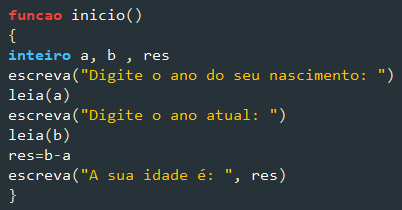 funcao inicio()
{
inteiro a, b , res
escreva("Digite o ano do seu nascimento: ")
leia(a)
escreva("Digite o ano atual: ")
leia(b)
res=b-a
escreva("A sua idade é: ", res)
}